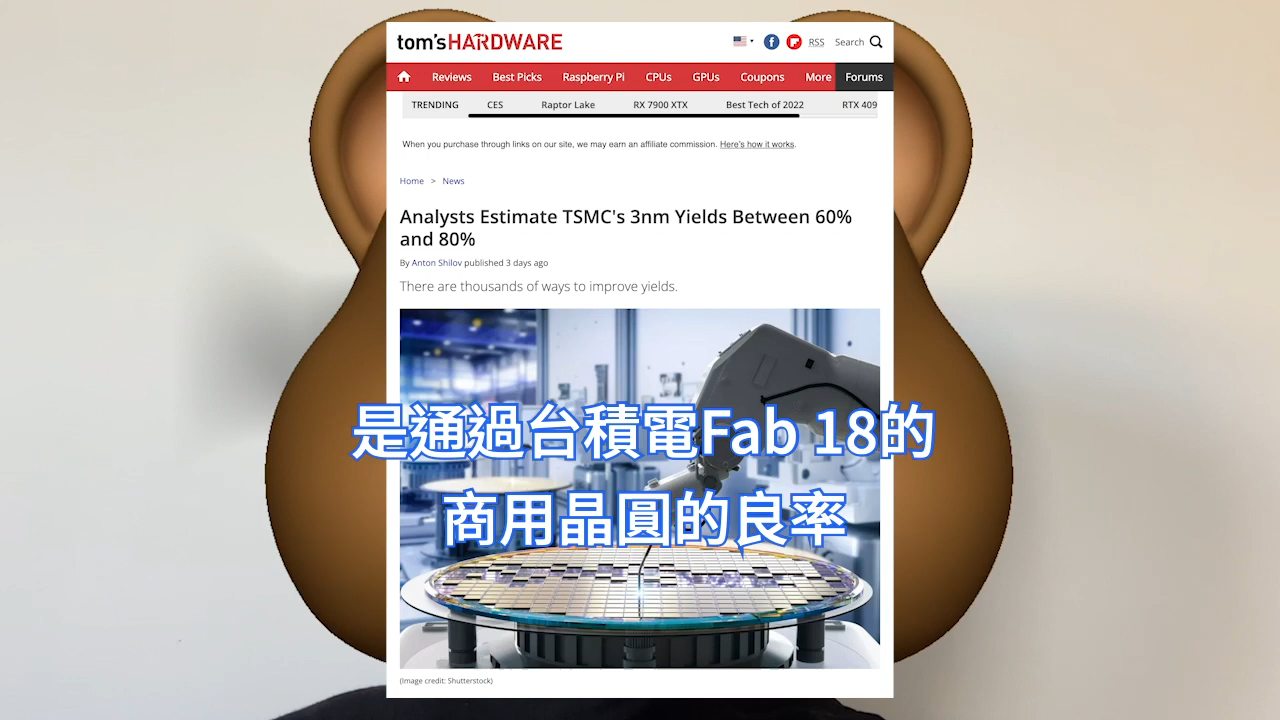 tom'sHARDWARE
RSS Search
Reviews Best Picks Raspberry Pi CPUs GPUs Coupons More Forums
TRENDING CES Raptor Lake RX 7900 XTX Best Tech of 2022 RTX 409
When you purchase through links on our site, we may earn an affiliate commission. Here's how it works.
Home > News
Analysts Estimate TSMC's 3nm Yields Between 60%
and 80%
By Anton Shilov published 3 days ago
There are thousands of ways to improve yields.
是通過台積電Fab 18的
商用晶圓的良率
(Image credit: Shutterstock)